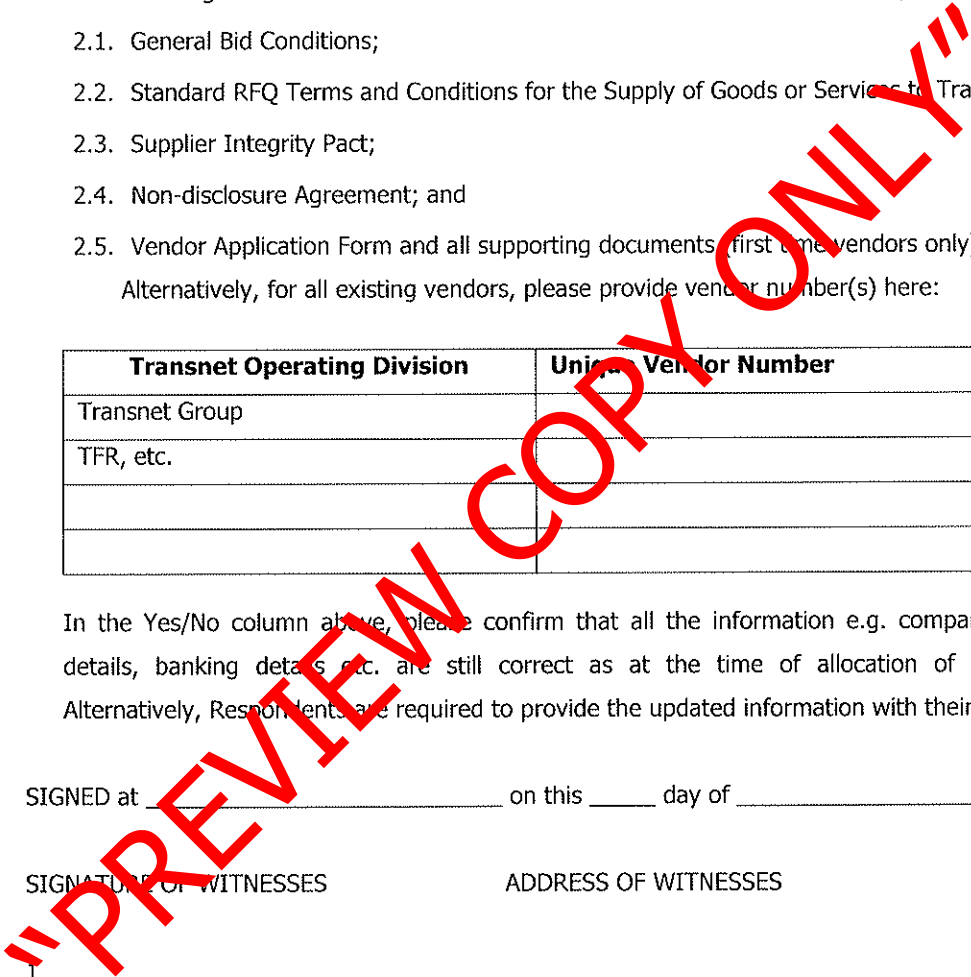 2.1. General Bid Conditions;
2.2. Standard RFQ Terms and Conditions for the Supply of Goods or Services to Tra
2.3. Supplier Integrity Pact;
2.4. Non-disclosure Agreement; and
2.5. Vendor Application Form and all supporting documents (first time vendors only)
Alternatively, for all existing vendors, please provide vendor number(s) here:
Transnet Operating Division Unique Vendor Number
Transnet Group
TFR, etc.
In the Yes/No column above, please confirm that all the information e.g. compa
details, banking details etc. are still correct as at the time of allocation of
Alternatively, Respondents are required to provide the updated information with their
SIGNED at ______ on this ______ day of ______
SIGNATURE OF WITNESSES ADDRESS OF WITNESSES
1
"PREVIEW COPY ONLY"